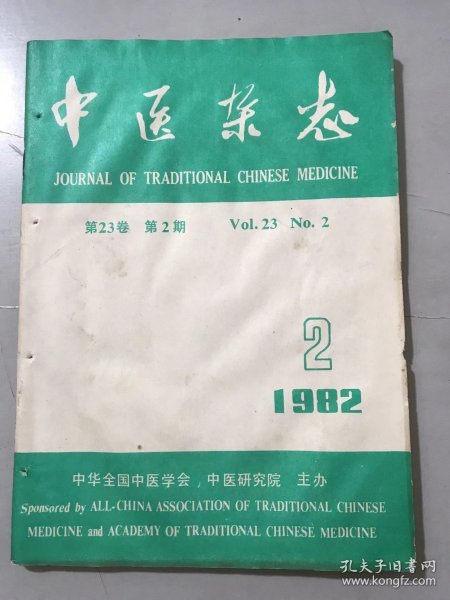 中医杂志
JOURNAL OF TRADITIONAL CHINESE MEDICINE
第23卷 第2期 Vol. 23 No. 2
2
1982
中华全国中医学会，中医研究院 主办
Sponsored by ALL-CHINA ASSOCIATION OF TRADITIONAL CHINESE
MEDICINE and ACADEMY OF TRADITIONAL CHINESE MEDICINE
孔夫子旧书网
www.kongfz.com